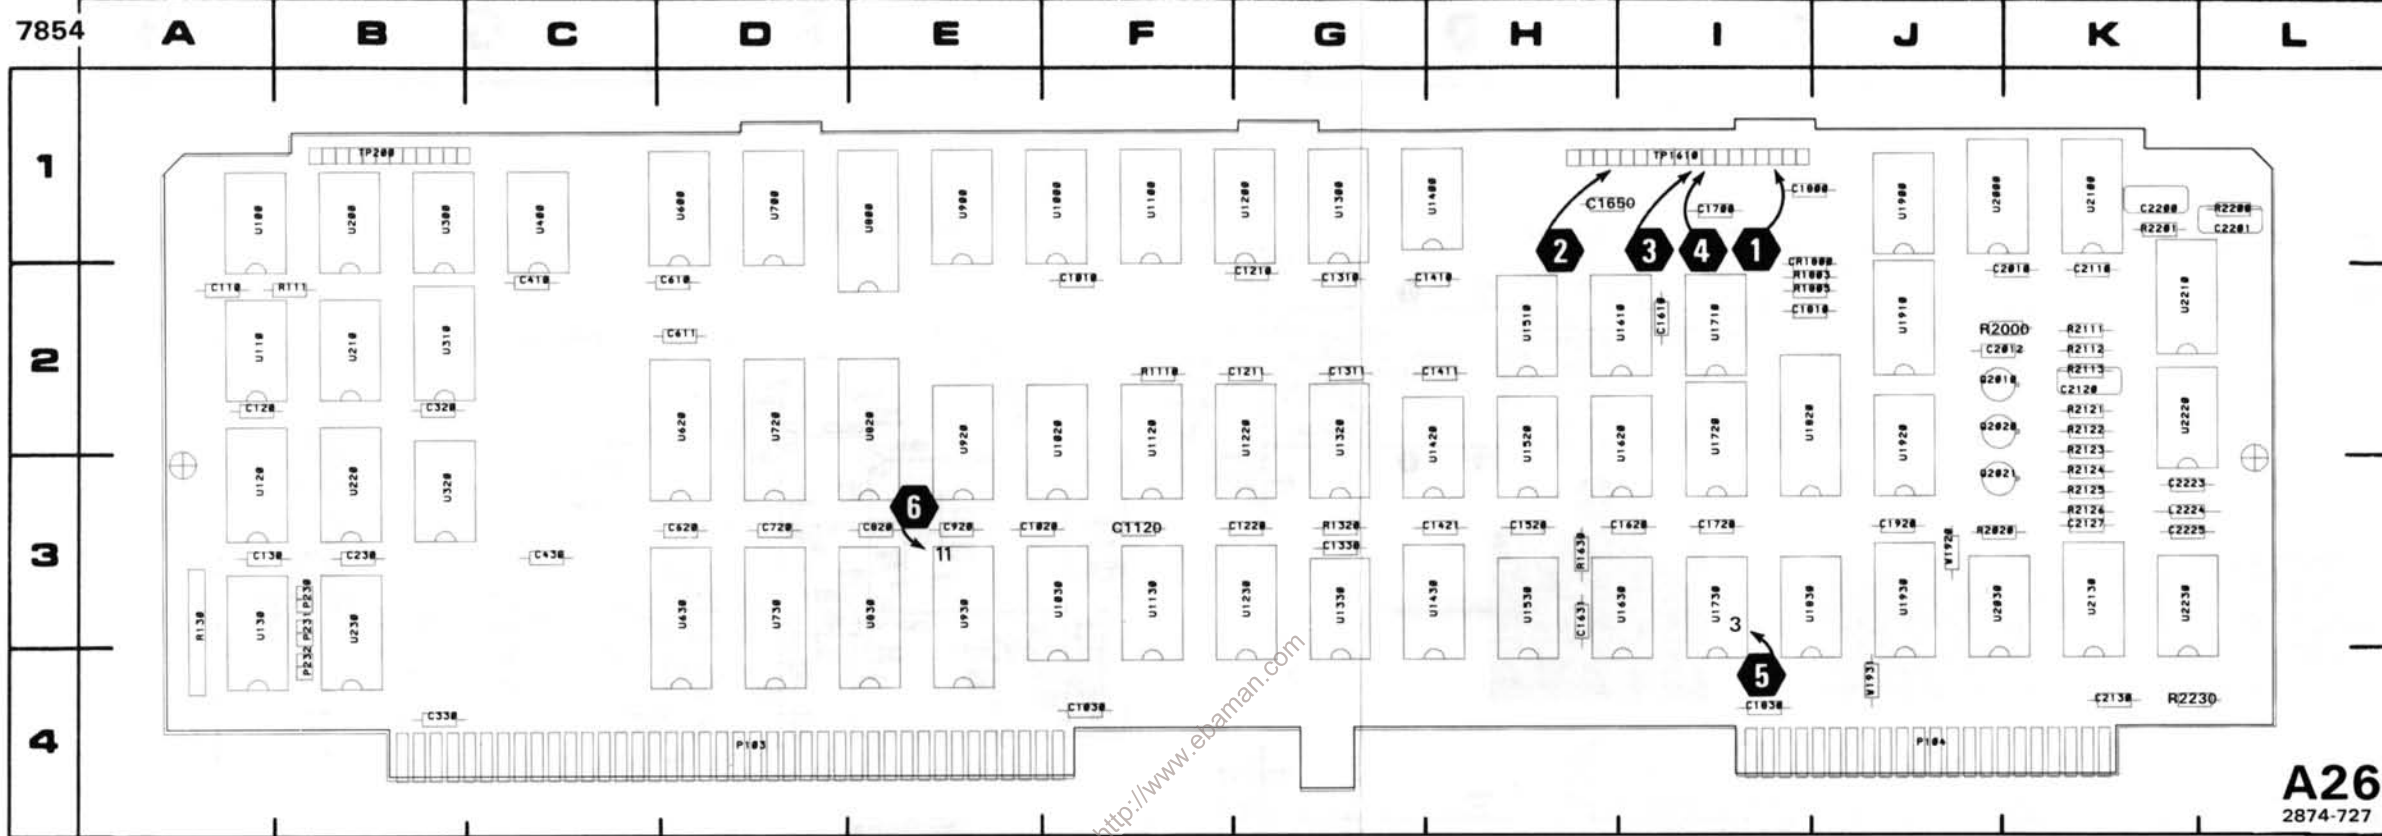 7854 A B C D E F G H I J K L
1
TP200 TP1610
U100 U200 U300 U400 U600 U700 U800 U900 U1000 U1100 U1200 U1300 U1400 C1650 C1700 C1800 U1900 U2000 U2100 C2200 R2200
R2201 C2201
2 3 4 1
CR1800
C410 C610 C1010 C1210 C1310 C1410 R1803 C2010 C2110
C110 R111 R1805
C1810
U110 U210 U310 C611 U1510 U1610 C1610 U1710 U1910 R2000 R2111 U2210
2
C2012 R2112
R1110 C1211 C1311 C1411 Q2010 R2113
C2120
C120 C320 R2121
U620 U720 U820 U920 U1020 U1120 U1220 U1320 U1420 U1520 U1620 U1720 U1820 U1920 Q2020 R2122 U2220
R2123
U120 U220 U320 Q2021 R2124
R2125 C2223
6
R2126 C2224
C620 C720 C820 C920 C1020 C1120 C1220 R1320 C1421 C1520 C1620 C1720 C1920 R2020 C2127 C2225
C1330 R1630 W1920
3
C130 C230 C430 11
R130 U130 P230 P231 P232 U230 U630 U730 U830 U930 U1030 U1130 U1230 U1330 U1430 U1530 C1631 U1630 U1730 U1830 U1930 U2030 U2130 U2230
3
5
W1931
C330 C1030 C1830 C2130 R2230
4
P103 P104
http://www.ebaman.com
A26
2874-727